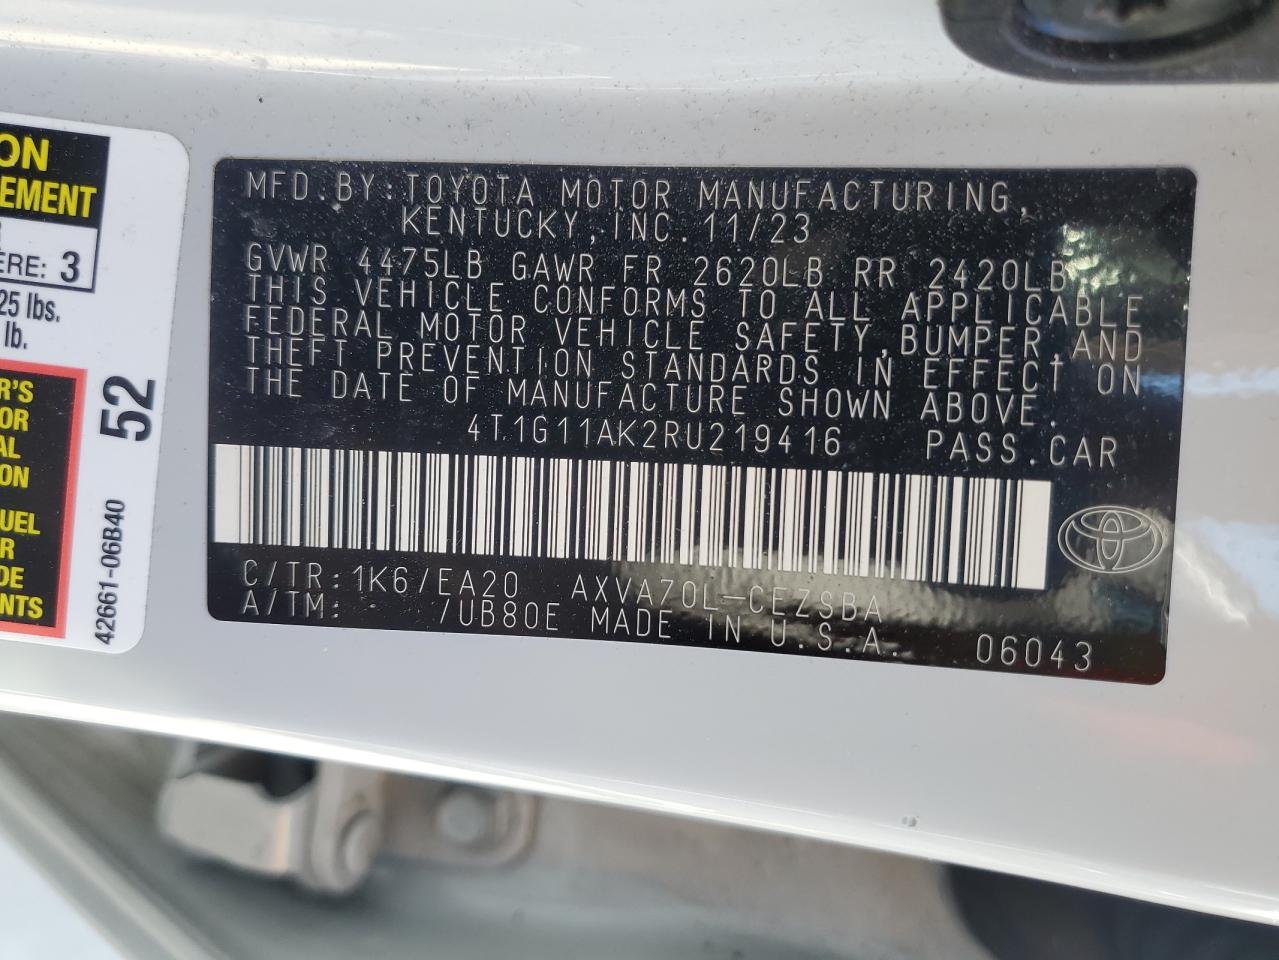 ON
EMENT
ERE: 3
25 lbs.
lb.
R'S
OR
AL
ON
UEL
R
DE
NTS
52
42661-06B40
MFD.BY:TOYOTA MOTOR MANUFACTURING,
KENTUCKY,INC. 11/23
GVWR 4475LB GAWR FR 2620LB RR 2420LB
THIS VEHICLE CONFORMS TO ALL APPLICABLE
FEDERAL MOTOR VEHICLE SAFETY,BUMPER,AND
THEFT PREVENTION STANDARDS IN EFFECT ON
THE DATE OF MANUFACTURE SHOWN ABOVE.
4T1G11AK2RU219416 PASS.CAR
C/TR:1K6/EA20 AXVA70L-CEZSBA
A/TM: /UB80E MADE IN U.S.A. 06043